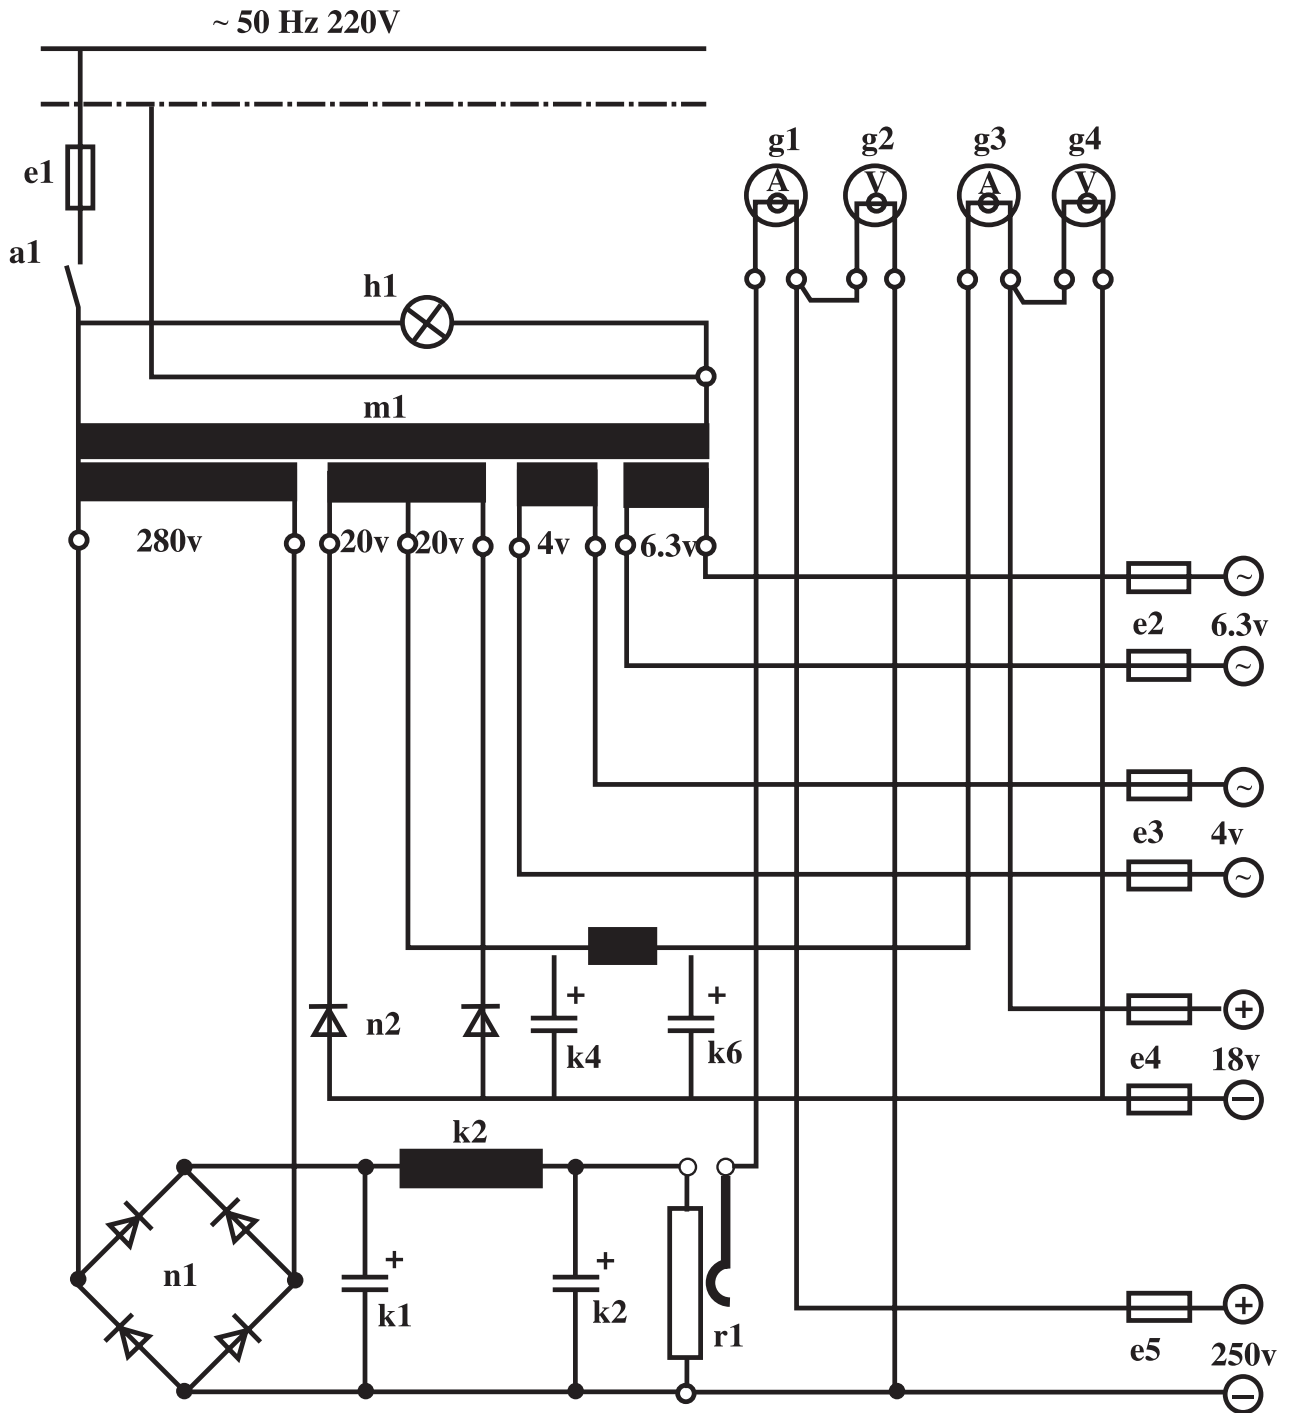 ~ 50 Hz 220V
g1 g2 g3 g4
A V A V
e1
a1
h1
m1
280v 20v 20v 4v 6.3v
~
e2 6.3v
~
~
e3 4v
~
+ +
n2
+
k4 k6
e4 18v
−
k2
n1
+ +
k1 k2
r1
+
e5 250v
−